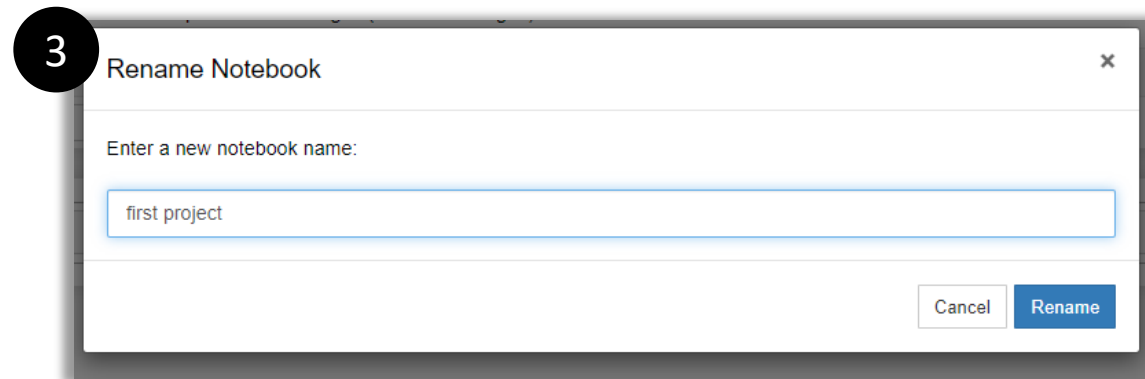 3
Rename Notebook ×
Enter a new notebook name:
first project
Cancel Rename